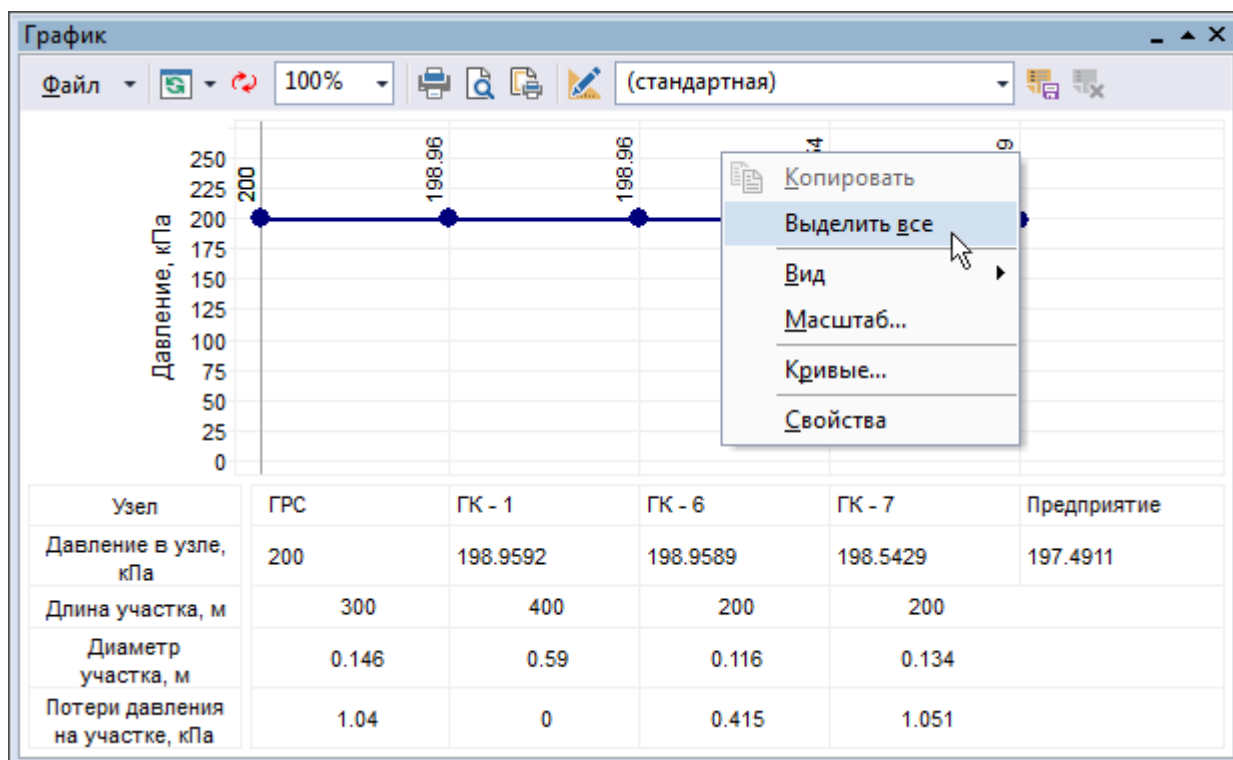 График
Файл 100% (стандартная)
250
225
200
175
150
125
100
75
50
25
0
Давление, кПа
200
198.96
198.96
Копировать
Выделить все
Вид
Масштаб...
Кривые...
Свойства
Узел ГРС ГК - 1 ГК - 6 ГК - 7 Предприятие
Давление в узле,
кПа 200 198.9592 198.9589 198.5429 197.4911
Длина участка, м 300 400 200 200
Диаметр
участка, м 0.146 0.59 0.116 0.134
Потери давления
на участке, кПа 1.04 0 0.415 1.051